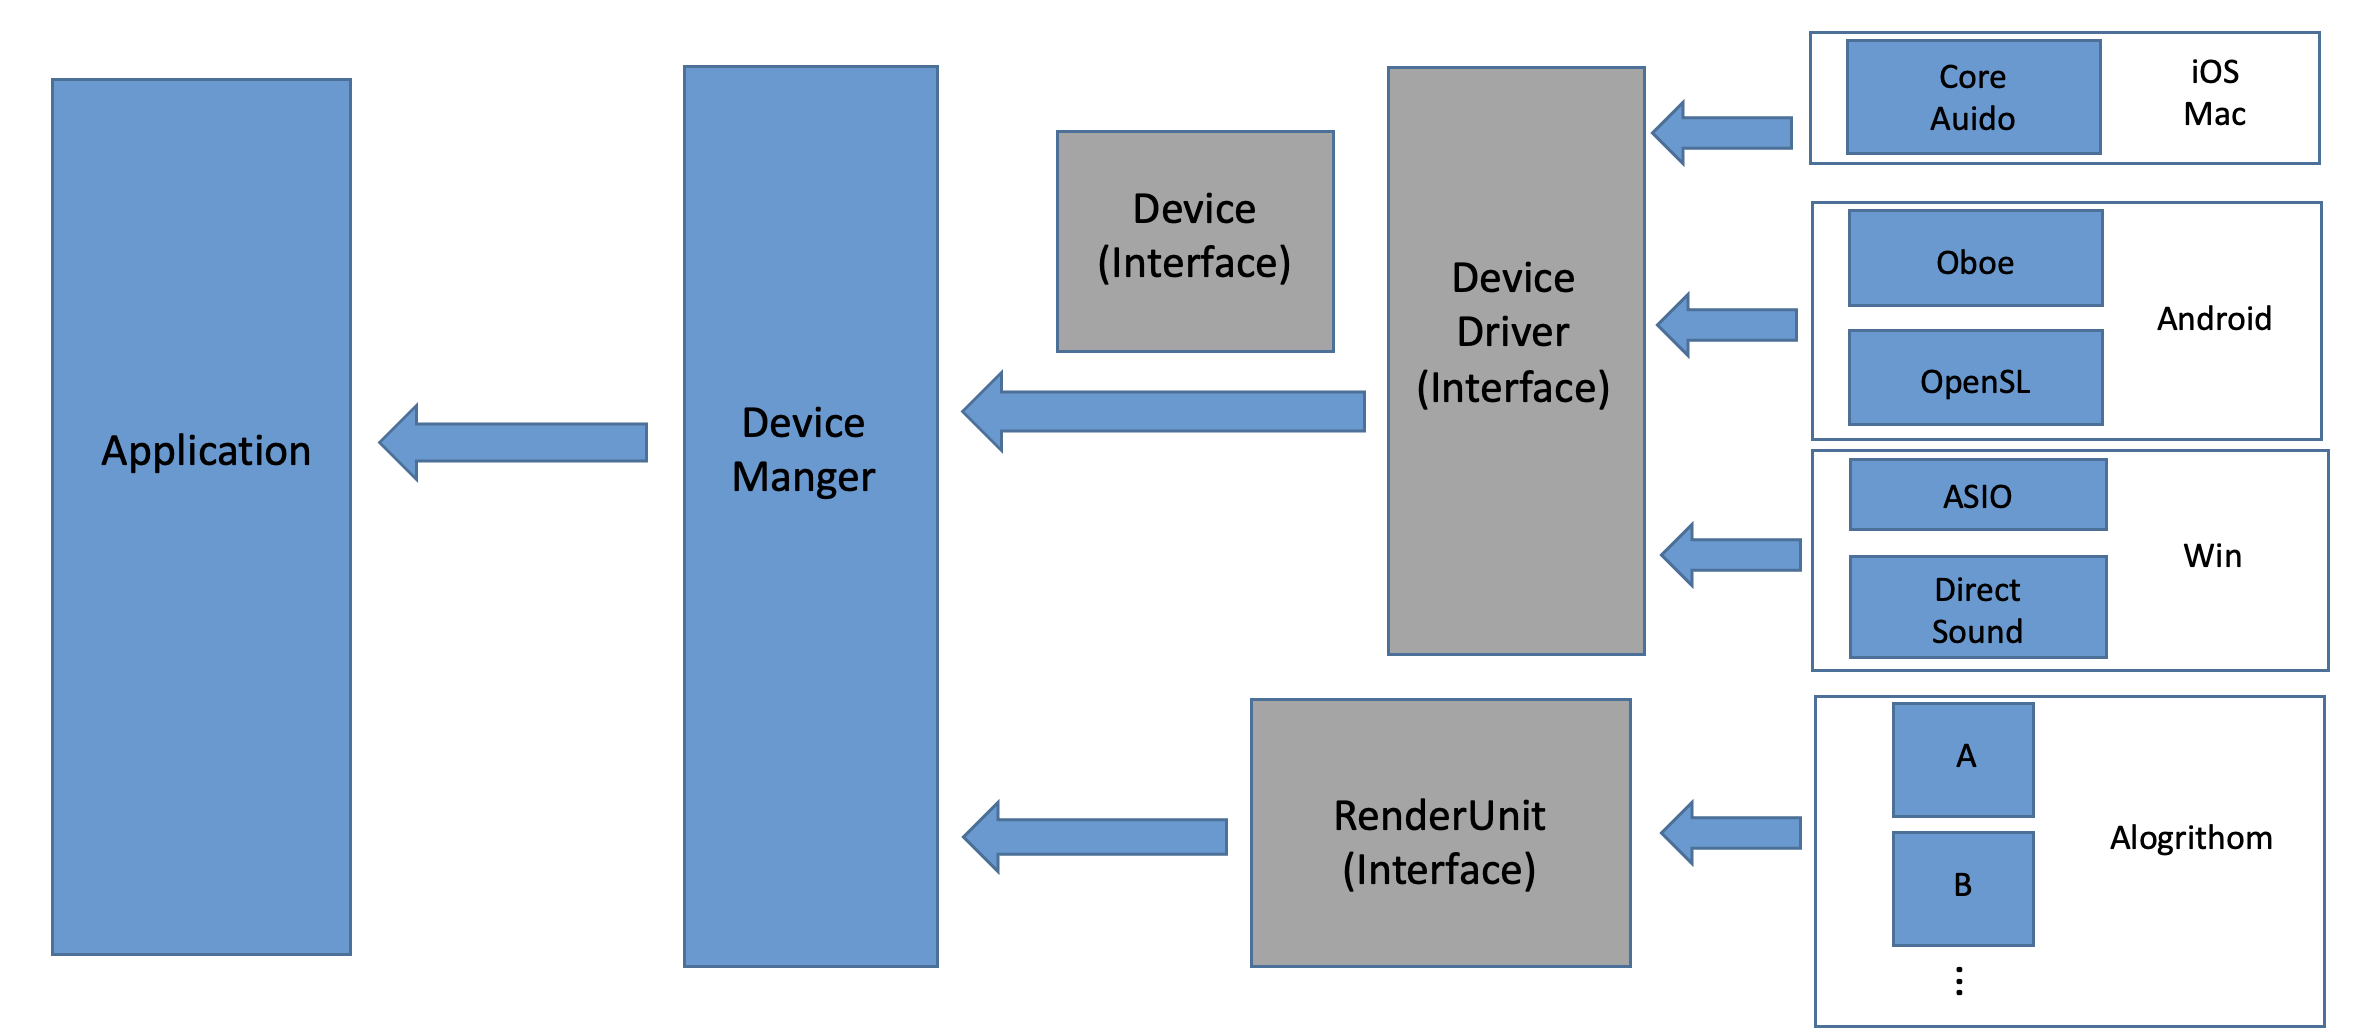 Application
Device
Manger
Device
(Interface)
Device
Driver
(Interface)
RenderUnit
(Interface)
Core
Auido
iOS
Mac
Oboe
OpenSL
Android
ASIO
Direct
Sound
Win
A
B
⋮
Alogrithom